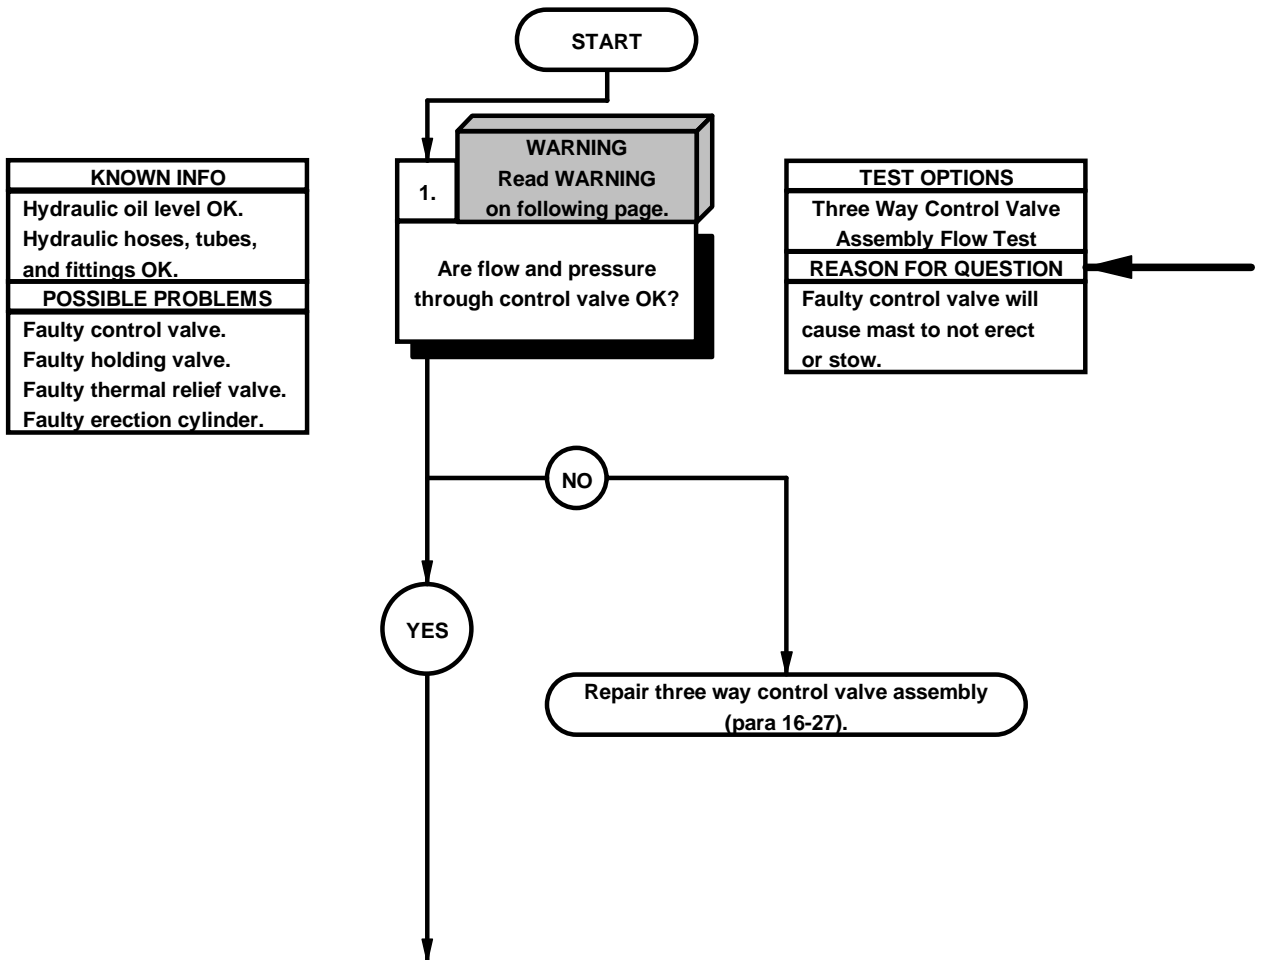 START
KNOWN INFO
Hydraulic oil level OK.
Hydraulic hoses, tubes,
and fittings OK.
POSSIBLE PROBLEMS
Faulty control valve.
Faulty holding valve.
Faulty thermal relief valve.
Faulty erection cylinder.
1.
WARNING
Read WARNING
on following page.
Are flow and pressure
through control valve OK?
TEST OPTIONS
Three Way Control Valve
Assembly Flow Test
REASON FOR QUESTION
Faulty control valve will
cause mast to not erect
or stow.
NO
YES
Repair three way control valve assembly
(para 16-27).